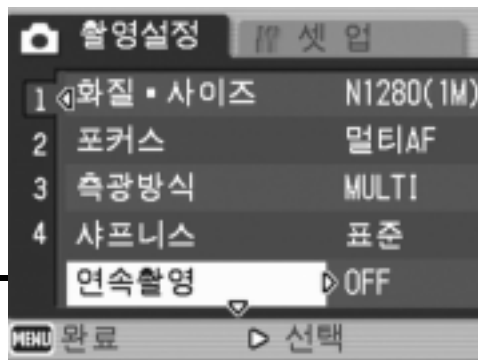 촬영설정 셋업
1 화질・사이즈 N1280(1M)
2 포커스 멀티AF
3 측광방식 MULTI
4 샤프니스 표준
연속촬영 OFF
MENU 완료 선택